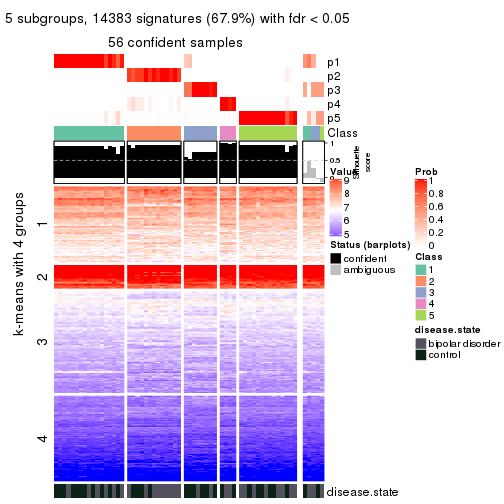 5 subgroups, 14383 signatures (67.9%) with fdr < 0.05
56 confident samples
p1
p2
p3
p4
p5
Class
1
0.5
0
Silhouette
score
k-means with 4 groups
1
2
3
4
disease.state
Value
9
8
7
6
5
Status (barplots)
confident
ambiguous
Prob
1
0.8
0.6
0.4
0.2
0
Class
1
2
3
4
5
disease.state
bipolar disorder
control